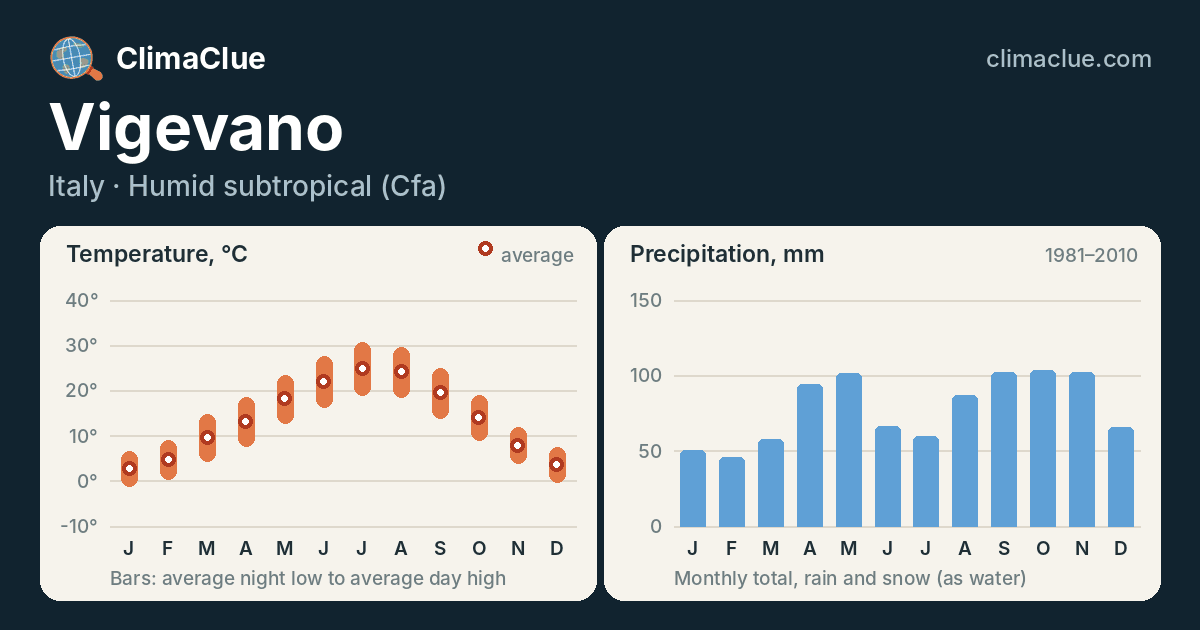 ClimaClue
climaclue.com
Vigevano
Italy · Humid subtropical (Cfa)
Temperature, °C
average
40°
30°
20°
10°
0°
-10°
J F M A M J J A S O N D
Bars: average night low to average day high
Precipitation, mm
1981–2010
150
100
50
0
J F M A M J J A S O N D
Monthly total, rain and snow (as water)